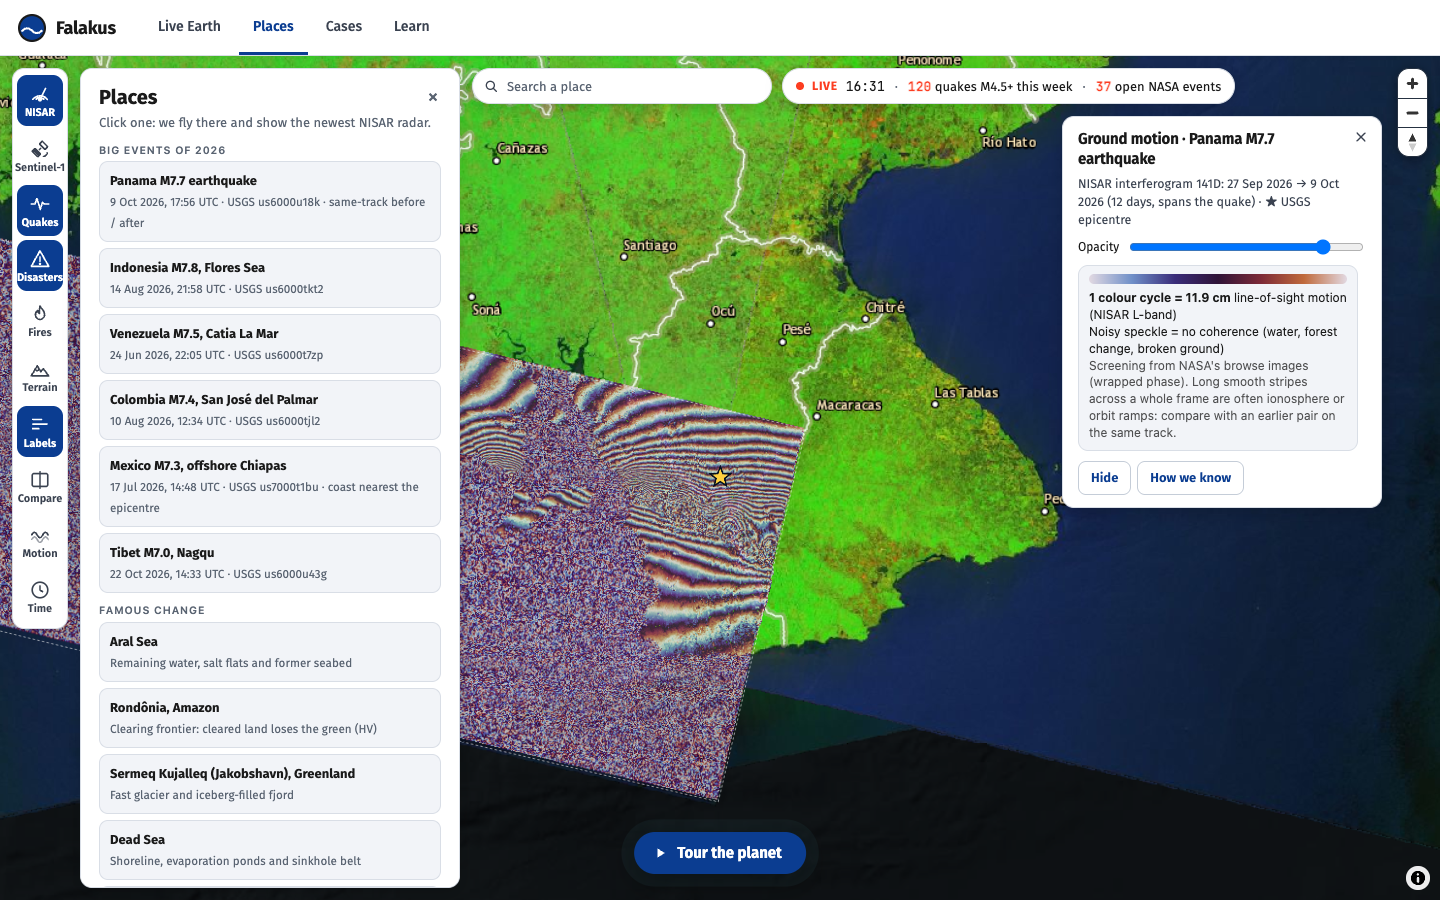 Falakus
Live Earth
Places
Cases
Learn
NISAR
Sentinel-1
Quakes
Disasters
Fires
Terrain
Labels
Compare
Motion
Time
Places
×
Click one: we fly there and show the newest NISAR radar.
BIG EVENTS OF 2026
Panama M7.7 earthquake
9 Oct 2026, 17:56 UTC · USGS us6000u18k · same-track before
/ after
Indonesia M7.8, Flores Sea
14 Aug 2026, 21:58 UTC · USGS us6000tkt2
Venezuela M7.5, Catia La Mar
24 Jun 2026, 22:05 UTC · USGS us6000t7zp
Colombia M7.4, San José del Palmar
10 Aug 2026, 12:34 UTC · USGS us6000tjl2
Mexico M7.3, offshore Chiapas
17 Jul 2026, 14:48 UTC · USGS us7000t1bu · coast nearest the
epicentre
Tibet M7.0, Nagqu
22 Oct 2026, 14:33 UTC · USGS us6000u43g
FAMOUS CHANGE
Aral Sea
Remaining water, salt flats and former seabed
Rondônia, Amazon
Clearing frontier: cleared land loses the green (HV)
Sermeq Kujalleq (Jakobshavn), Greenland
Fast glacier and iceberg-filled fjord
Dead Sea
Shoreline, evaporation ponds and sinkhole belt
Search a place
LIVE 16:31 · 120 quakes M4.5+ this week · 37 open NASA events
Penonomé
Cañazas
Río Hato
Santiago
Soná
Ocú
Chitré
Pesé
Las Tablas
Macaracas
Ground motion · Panama M7.7
earthquake
NISAR interferogram 141D: 27 Sep 2026 → 9 Oct
2026 (12 days, spans the quake) · ★ USGS
epicentre
Opacity
1 colour cycle = 11.9 cm line-of-sight motion
(NISAR L-band)
Noisy speckle = no coherence (water, forest
change, broken ground)
Screening from NASA's browse images
(wrapped phase). Long smooth stripes
across a whole frame are often ionosphere or
orbit ramps: compare with an earlier pair on
the same track.
Hide
How we know
Tour the planet